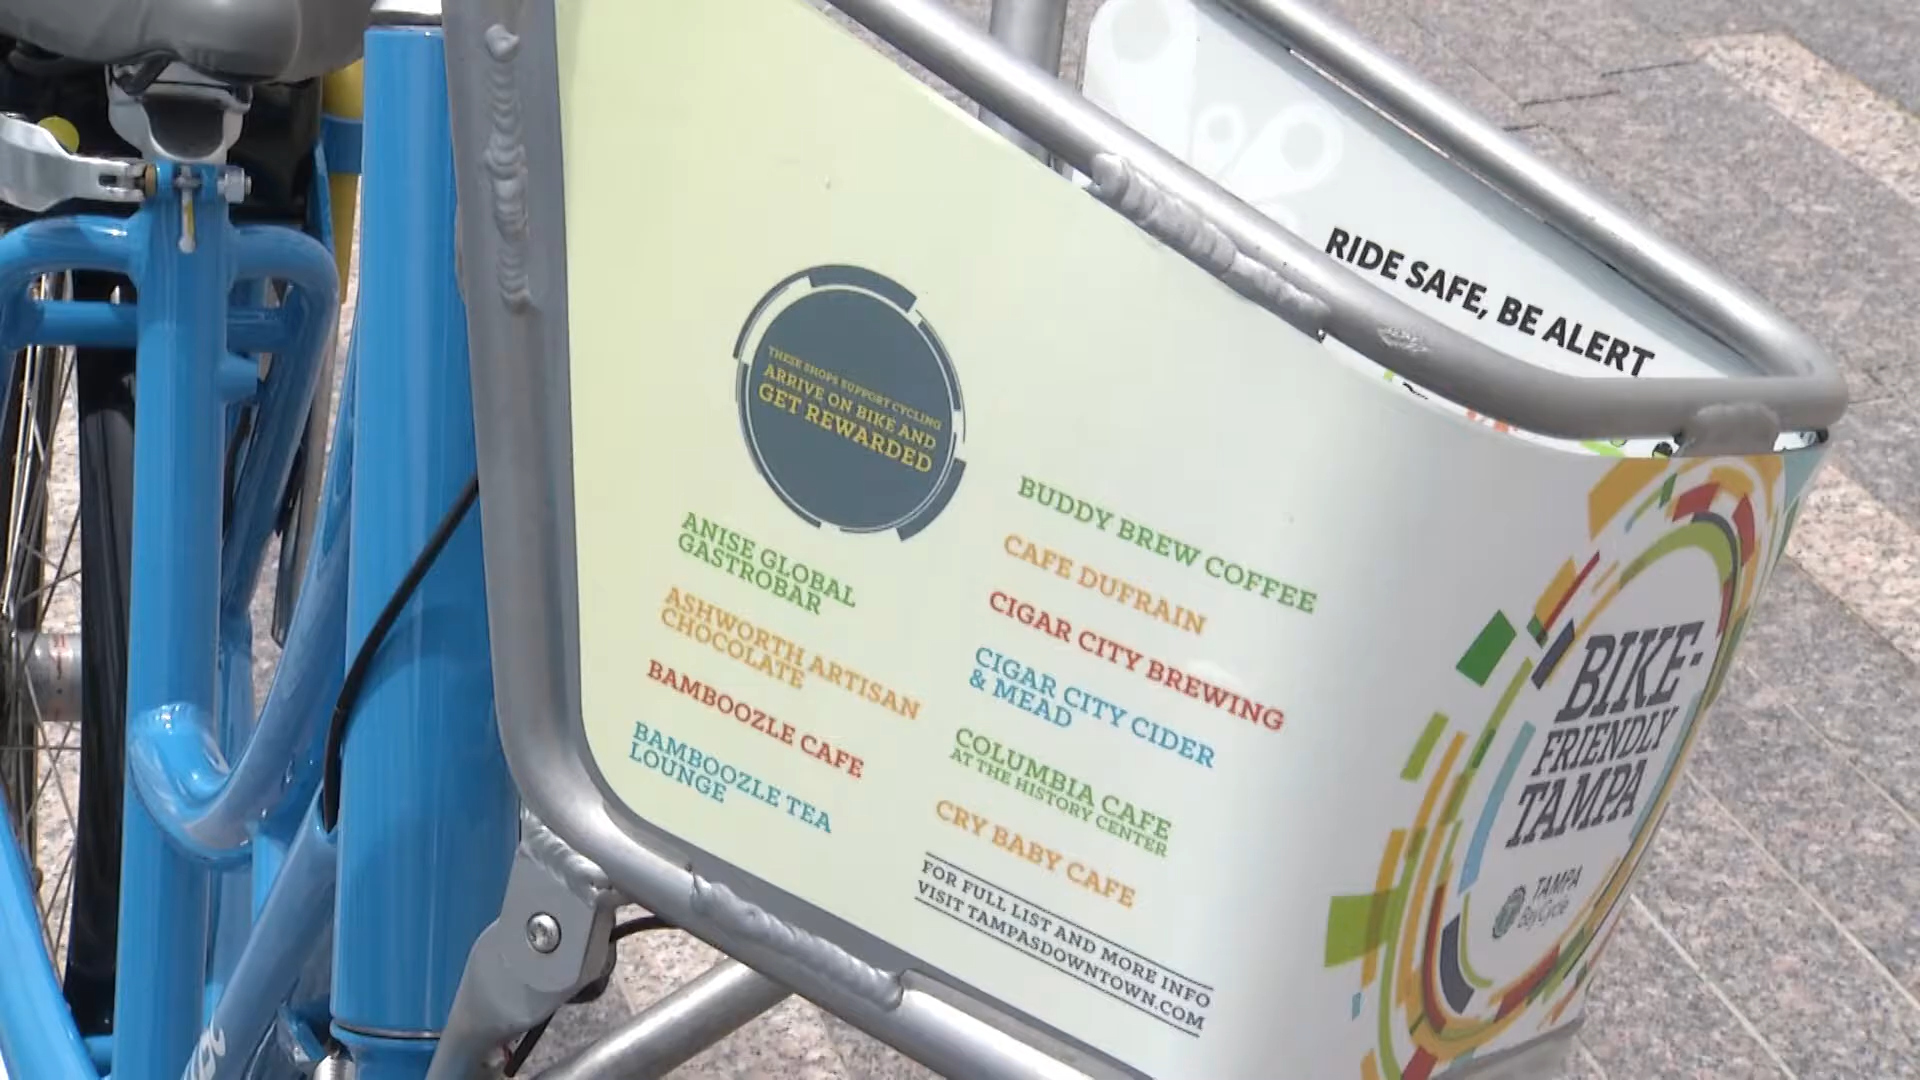 RIDE SAFE, BE ALERT
THESE SHOPS SUPPORT CYCLING
ARRIVE ON BIKE AND
GET REWARDED
ANISE GLOBAL
GASTROBAR
ASHWORTH ARTISAN
CHOCOLATE
BAMBOOZLE CAFE
BAMBOOZLE TEA
LOUNGE
BUDDY BREW COFFEE
CAFE DUFRAIN
CIGAR CITY BREWING
CIGAR CITY CIDER
& MEAD
COLUMBIA CAFE
AT THE HISTORY CENTER
CRY BABY CAFE
FOR FULL LIST AND MORE INFO
VISIT TAMPASDOWNTOWN.COM
BIKE-
FRIENDLY
TAMPA
TAMPA
BayCycle